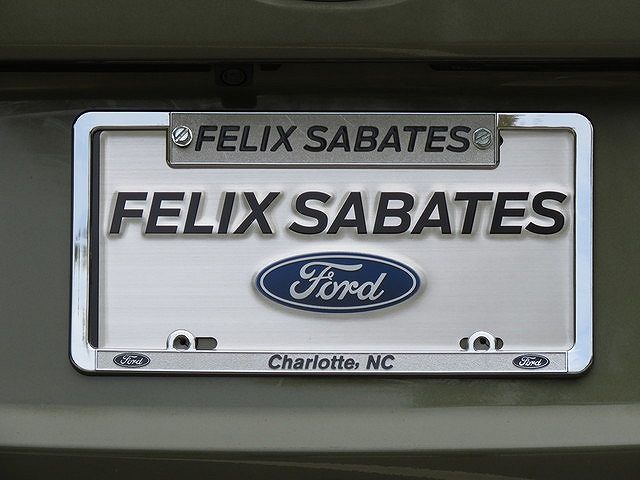 FELIX SABATES
FELIX SABATES
Ford
Ford Charlotte, NC Ford